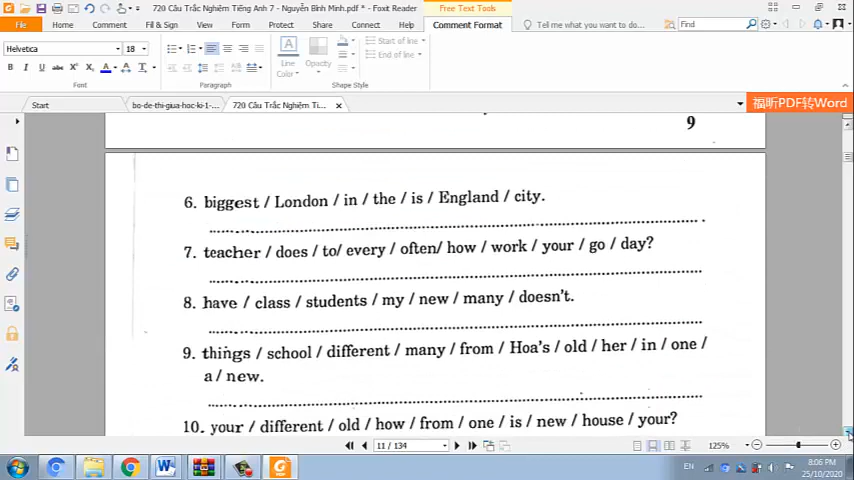 720 Câu Trắc Nghiệm Tiếng Anh 7 - Nguyễn Bỉnh Minh.pdf * - Foxit Reader
Free Text Tools
File Home Comment Fill & Sign View Form Protect Share Connect Help Comment Format Tell me what you want to do... Find
Helvetica 18 Start of line
End of line
B I U X₂ X² A T Line Color Opacity
Font Paragraph Shape Style
Start bo-de-thi-giua-hoc-ki-1-... 720 Câu Trắc Nghiệm Ti... 福昕PDF转Word
9
6. biggest / London / in / the / is / England / city.
7. teacher / does / to/ every / often/ how / work / your / go / day?
8. have / class / students / my / new / many / doesn't.
9. things / school / different / many / from / Hoa's / old / her / in / one /
a / new.
10. your / different / old / how / from / one / is / new / house / your?
11 / 134 125%
EN 8:06 PM
25/10/2020